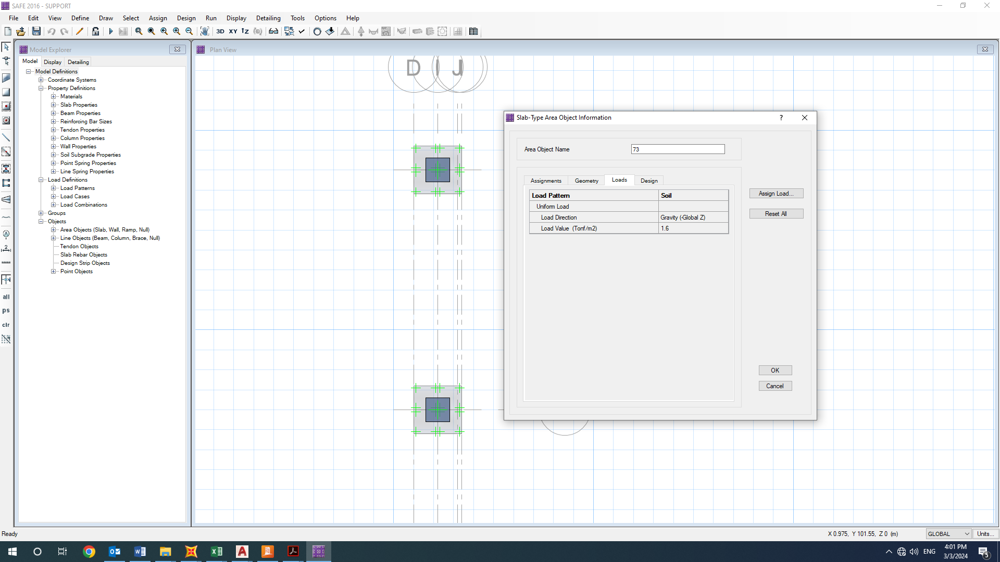 SAFE 2016 - SUPPORT
File Edit View Define Draw Select Assign Design Run Display Detailing Tools Options Help
3D XY
Model Explorer
Model Display Detailing
Model Definitions
Coordinate Systems
Property Definitions
Materials
Slab Properties
Beam Properties
Reinforcing Bar Sizes
Tendon Properties
Column Properties
Wall Properties
Soil Subgrade Properties
Point Spring Properties
Line Spring Properties
Load Definitions
Load Patterns
Load Cases
Load Combinations
Groups
Objects
Area Objects (Slab, Wall, Ramp, Null)
Line Objects (Beam, Column, Brace, Null)
Tendon Objects
Slab Rebar Objects
Design Strip Objects
Point Objects
all
ps
clr
Plan View
D I J
Slab-Type Area Object Information
?
Area Object Name 73
Assignments Geometry Loads Design
Load Pattern Soil
Uniform Load
Load Direction Gravity (-Global Z)
Load Value (Tonf/m2) 1.6
Assign Load...
Reset All
OK
Cancel
Ready
X 0.975, Y 101.55, Z 0 (m)
GLOBAL
Units...
ENG
4:01 PM
3/3/2024
5